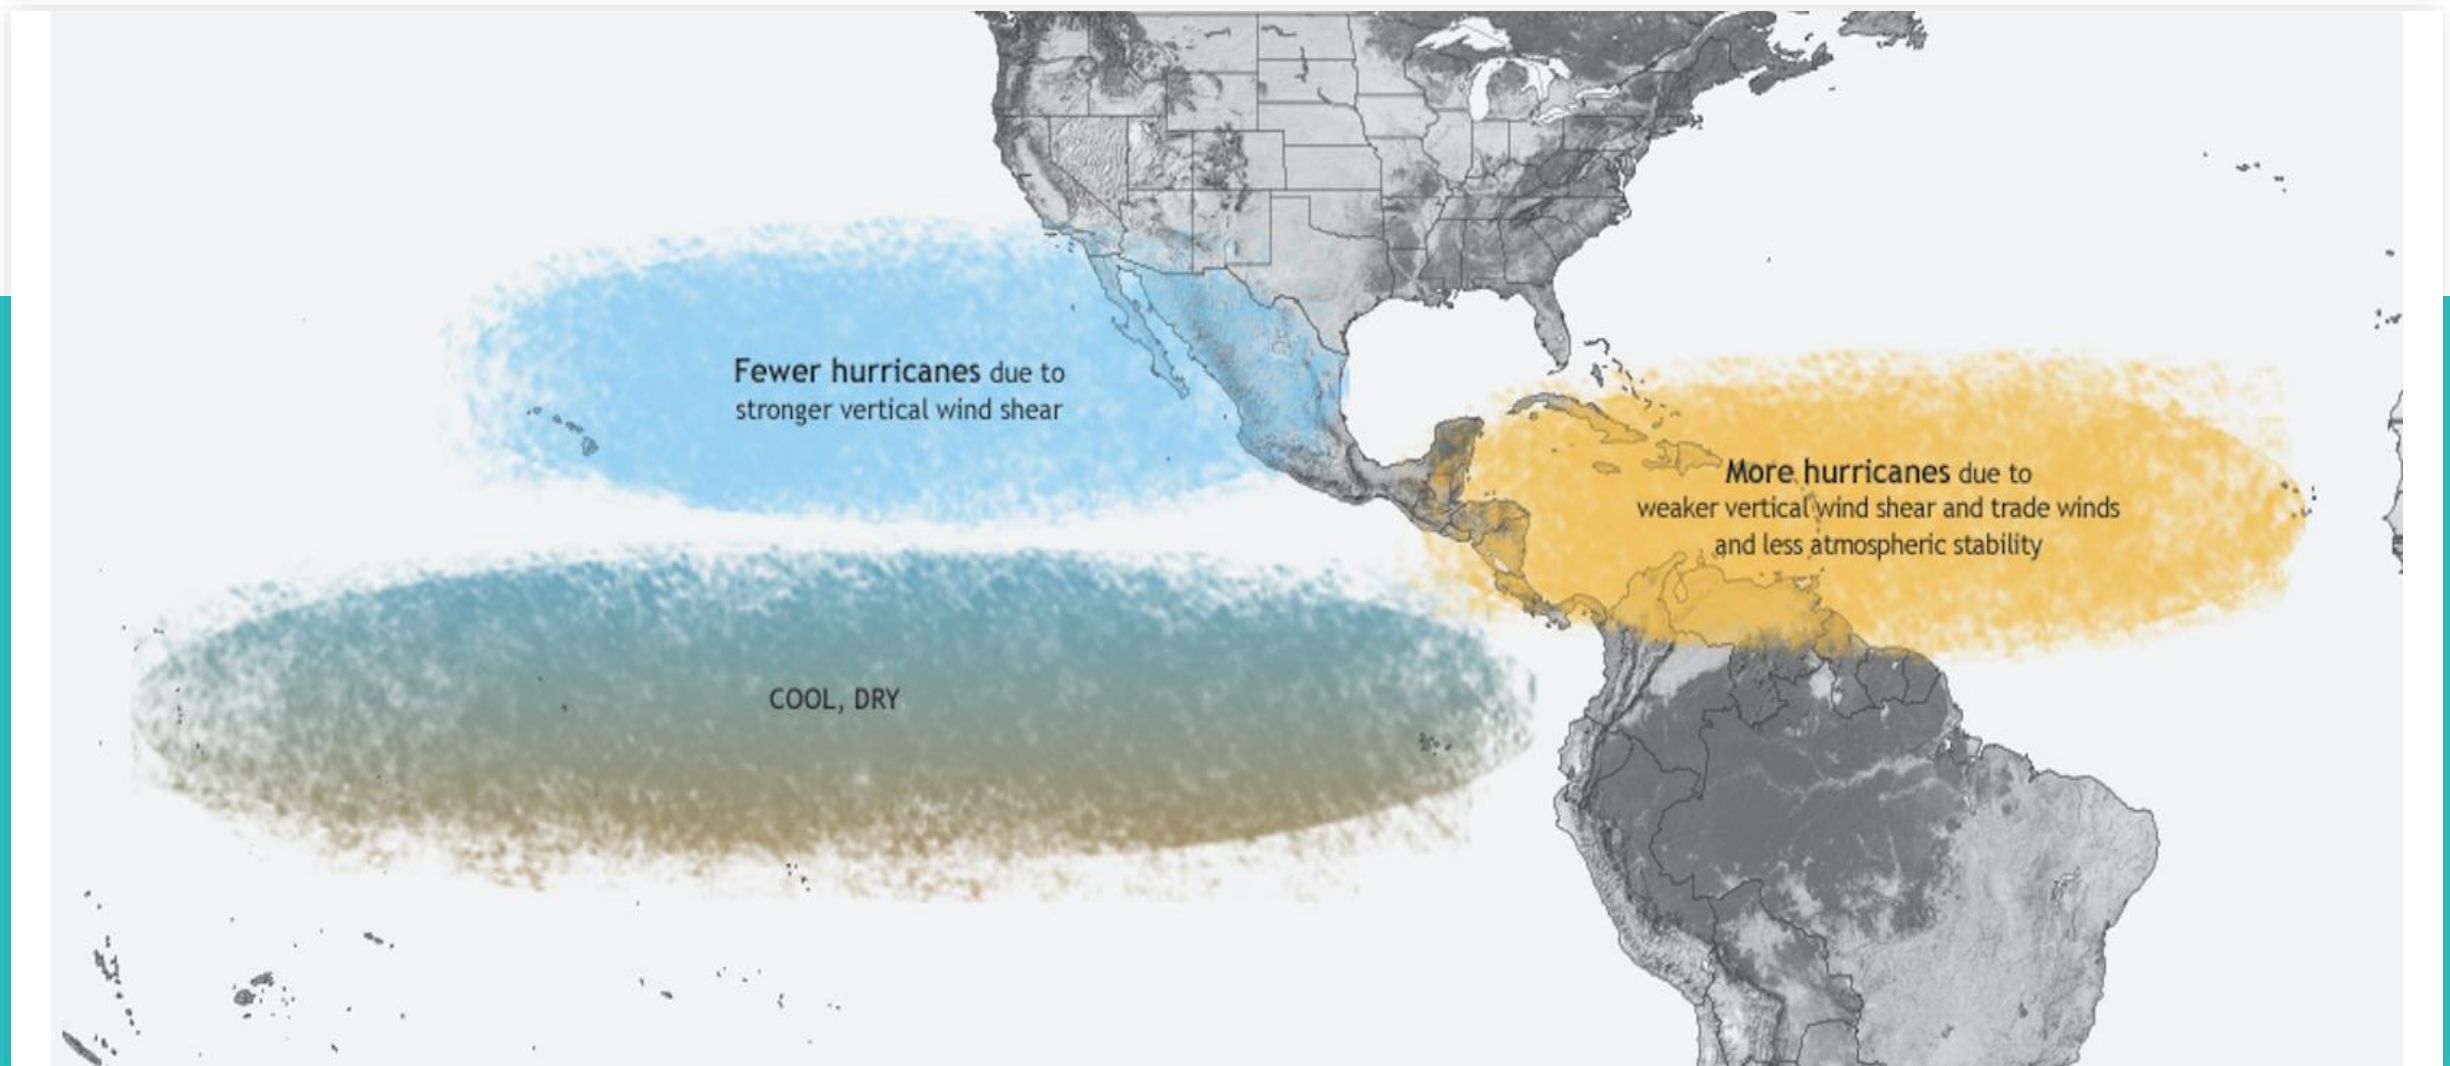 Fewer hurricanes due to
stronger vertical wind shear
More hurricanes due to
weaker vertical wind shear and trade winds
and less atmospheric stability
COOL, DRY